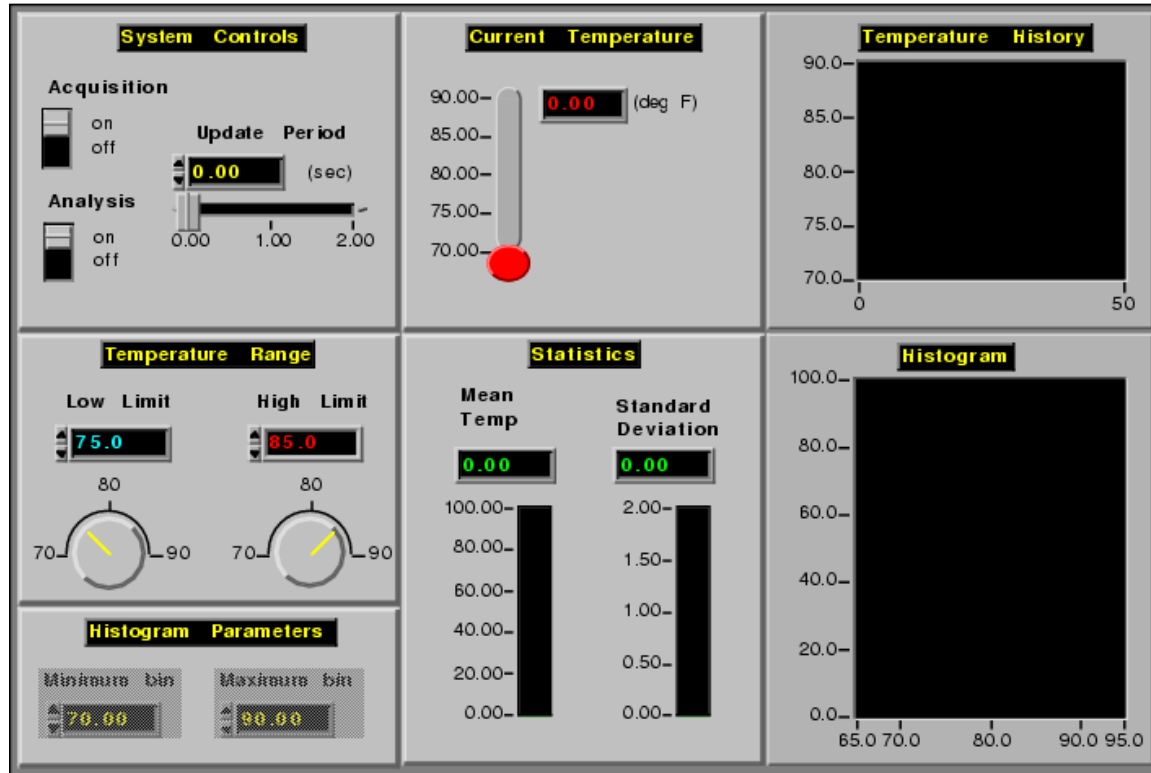 System Controls
Acquisition
on
off
Update Period
0.00
(sec)
0.00 1.00 2.00
Analysis
on
off
Current Temperature
90.00
85.00
80.00
75.00
70.00
0.00
(deg F)
Temperature History
90.0
85.0
80.0
75.0
70.0
0 50
Temperature Range
Low Limit
75.0
80
70 90
High Limit
85.0
80
70 90
Histogram Parameters
Minimum bin
70.00
Maximum bin
90.00
Statistics
Mean
Temp
0.00
100.00
80.00
60.00
40.00
20.00
0.00
Standard
Deviation
0.00
2.00
1.50
1.00
0.50
0.00
Histogram
100.0
80.0
60.0
40.0
20.0
0.0
65.0 70.0 80.0 90.0 95.0